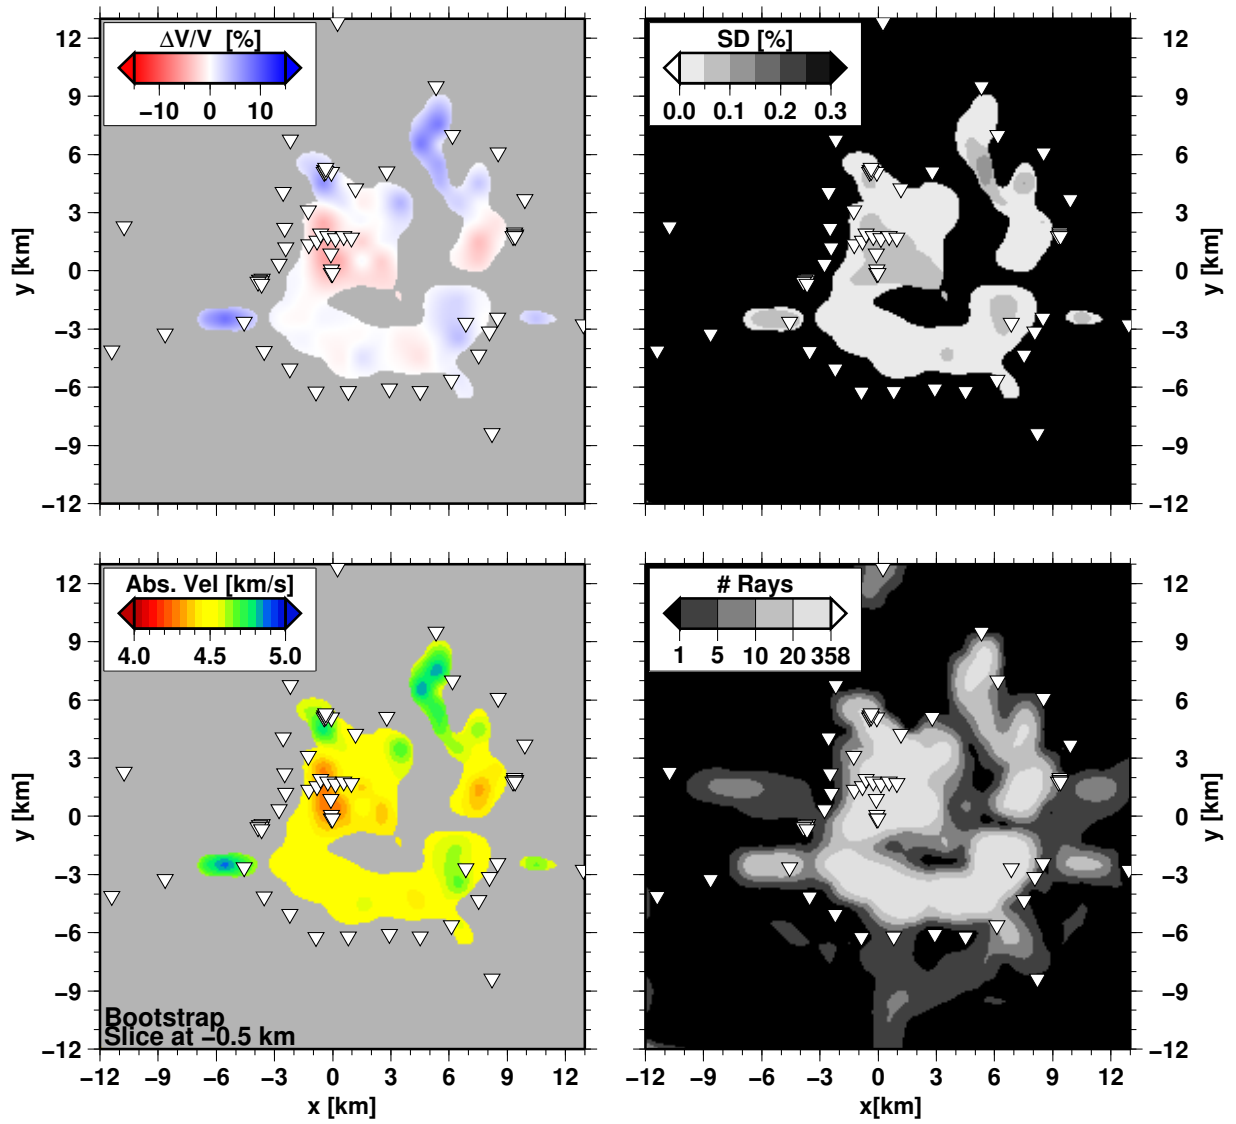 ΔV/V [%]
−10 0 10
SD [%]
0.0 0.1 0.2 0.3
12
9
6
3
0
−3
−6
−9
−12
y [km]
12
9
6
3
0
−3
−6
−9
−12
y [km]
Abs. Vel [km/s]
4.0 4.5 5.0
# Rays
1 5 10 20 358
12
9
6
3
0
−3
−6
−9
−12
y [km]
Bootstrap
Slice at −0.5 km
12
9
6
3
0
−3
−6
−9
−12
y [km]
−12 −9 −6 −3 0 3 6 9 12
x [km]
−12 −9 −6 −3 0 3 6 9 12
x[km]